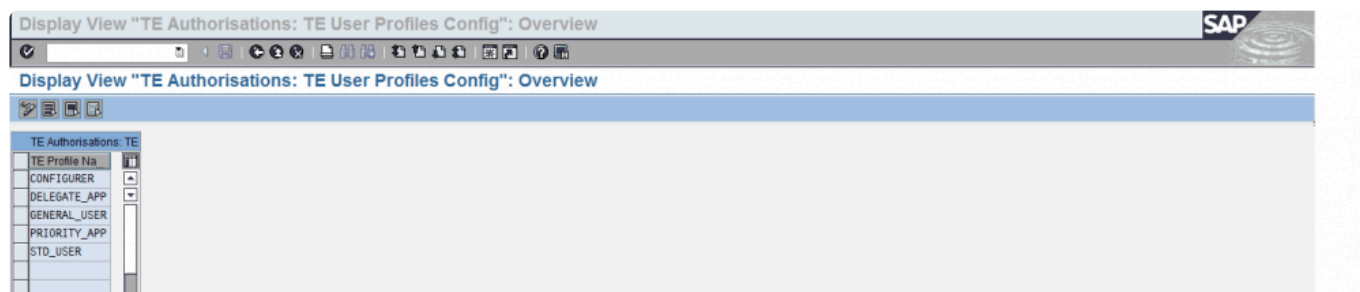 Display View "TE Authorisations: TE User Profiles Config": Overview
SAP
Display View "TE Authorisations: TE User Profiles Config": Overview
TE Authorisations: TE
TE Profile Na_
CONFIGURER
DELEGATE_APP
GENERAL_USER
PRIORITY_APP
STD_USER